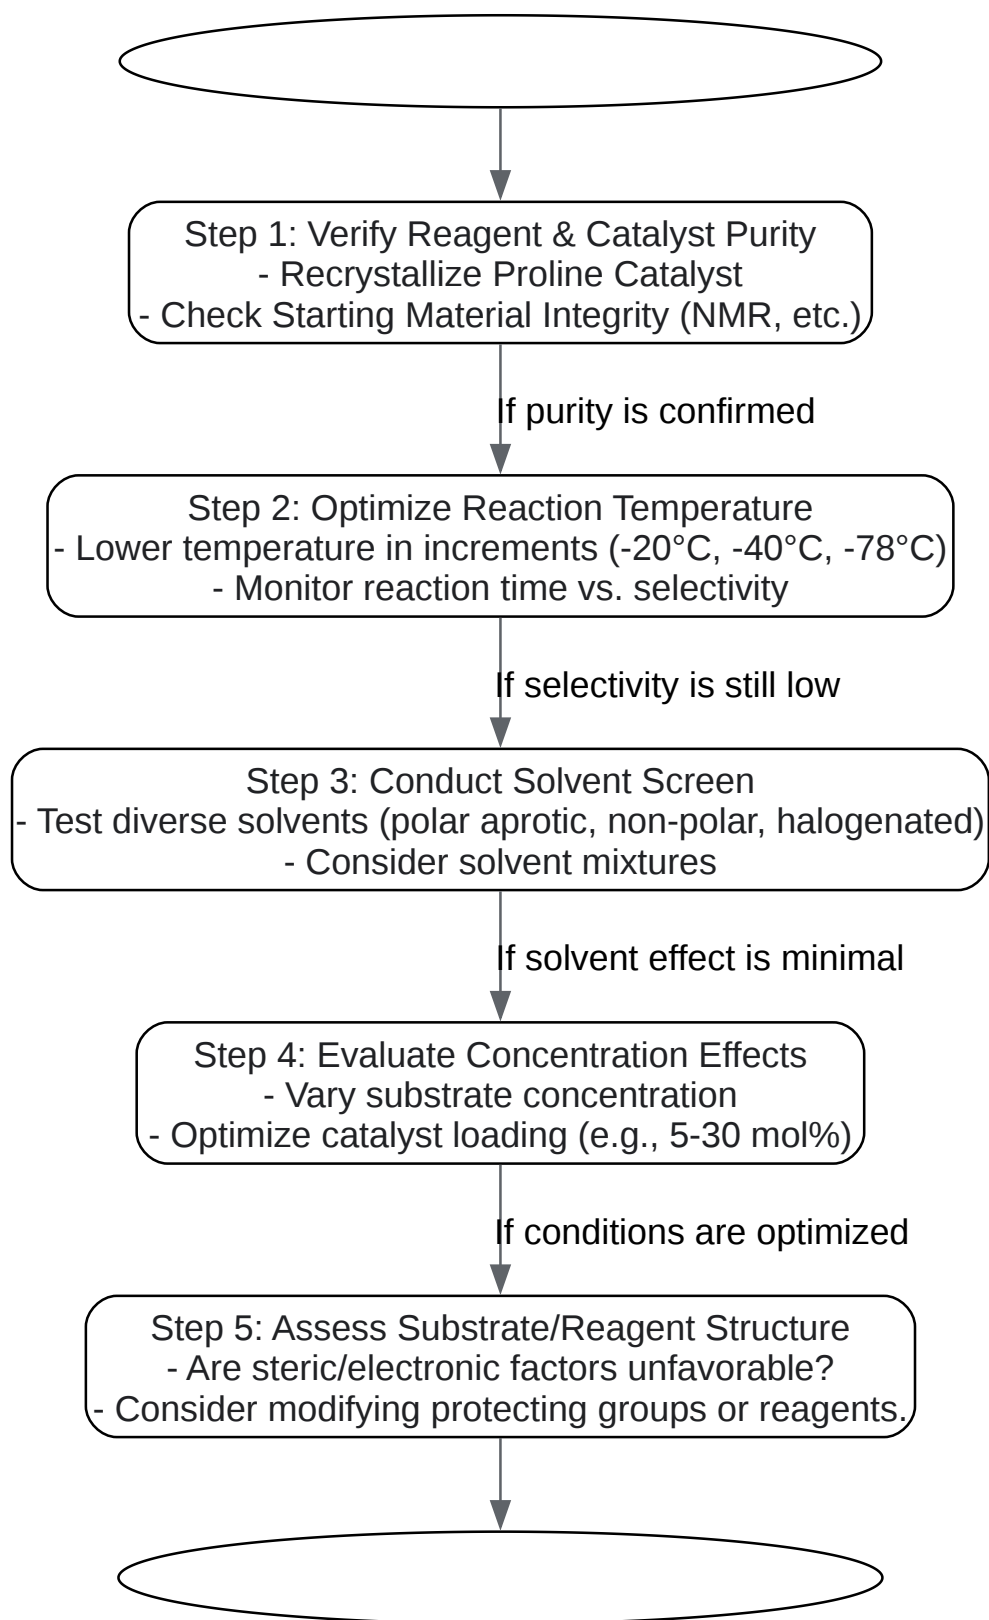 Step 1: Verify Reagent & Catalyst Purity
- Recrystallize Proline Catalyst
- Check Starting Material Integrity (NMR, etc.)
If purity is confirmed
Step 2: Optimize Reaction Temperature
- Lower temperature in increments (-20°C, -40°C, -78°C)
- Monitor reaction time vs. selectivity
If selectivity is still low
Step 3: Conduct Solvent Screen
- Test diverse solvents (polar aprotic, non-polar, halogenated)
- Consider solvent mixtures
If solvent effect is minimal
Step 4: Evaluate Concentration Effects
- Vary substrate concentration
- Optimize catalyst loading (e.g., 5-30 mol%)
If conditions are optimized
Step 5: Assess Substrate/Reagent Structure
- Are steric/electronic factors unfavorable?
- Consider modifying protecting groups or reagents.